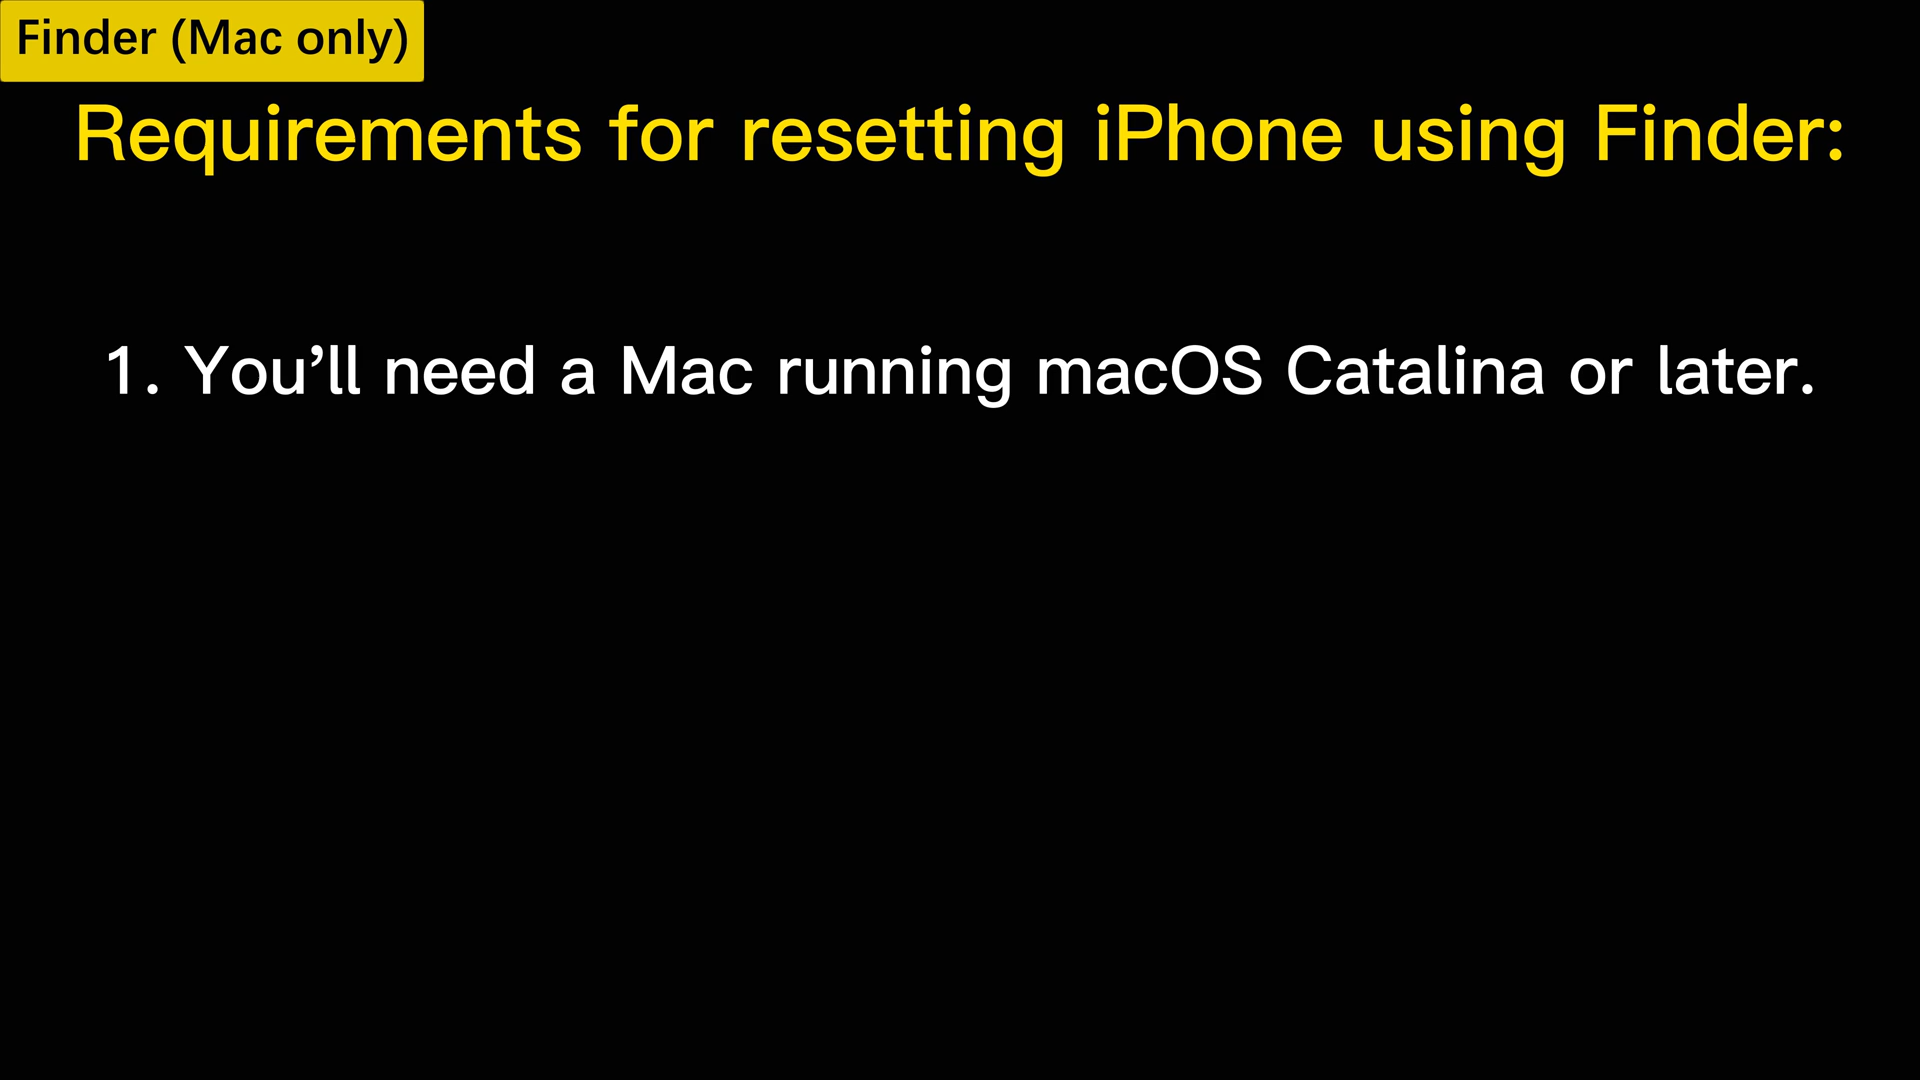 Finder (Mac only)
Requirements for resetting iPhone using Finder:
1. You’ll need a Mac running macOS Catalina or later.